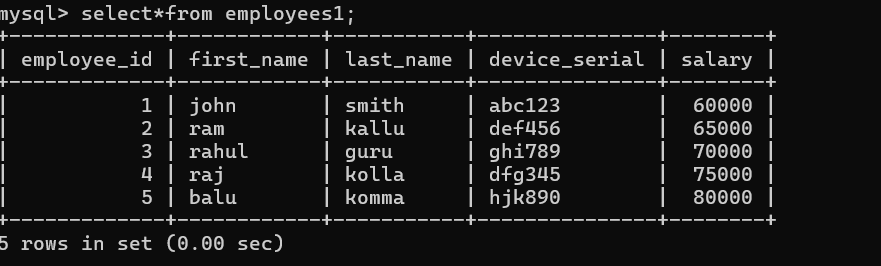 mysql> select*from employees1;
+-------------+------------+-----------+---------------+--------+
| employee_id | first_name | last_name | device_serial | salary |
+-------------+------------+-----------+---------------+--------+
|           1 | john       | smith     | abc123        |  60000 |
|           2 | ram        | kallu     | def456        |  65000 |
|           3 | rahul      | guru      | ghi789        |  70000 |
|           4 | raj        | kolla     | dfg345        |  75000 |
|           5 | balu       | komma     | hjk890        |  80000 |
+-------------+------------+-----------+---------------+--------+
5 rows in set (0.00 sec)